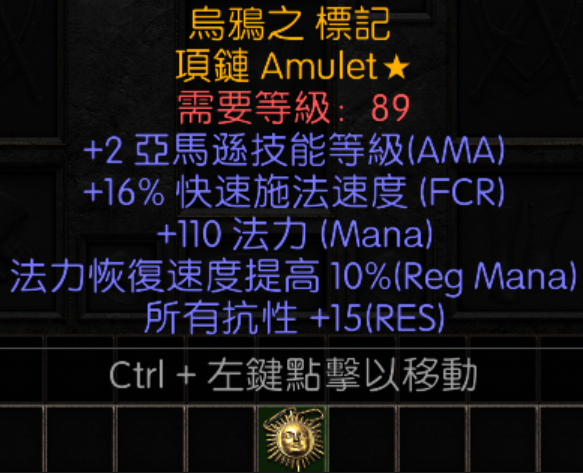 烏鴉之 標記
項鏈 Amulet★
需要等級: 89
+2 亞馬遜技能等級(AMA)
+16% 快速施法速度 (FCR)
+110 法力 (Mana)
法力恢復速度提高 10%(Reg Mana)
所有抗性 +15(RES)
Ctrl + 左鍵點擊以移動